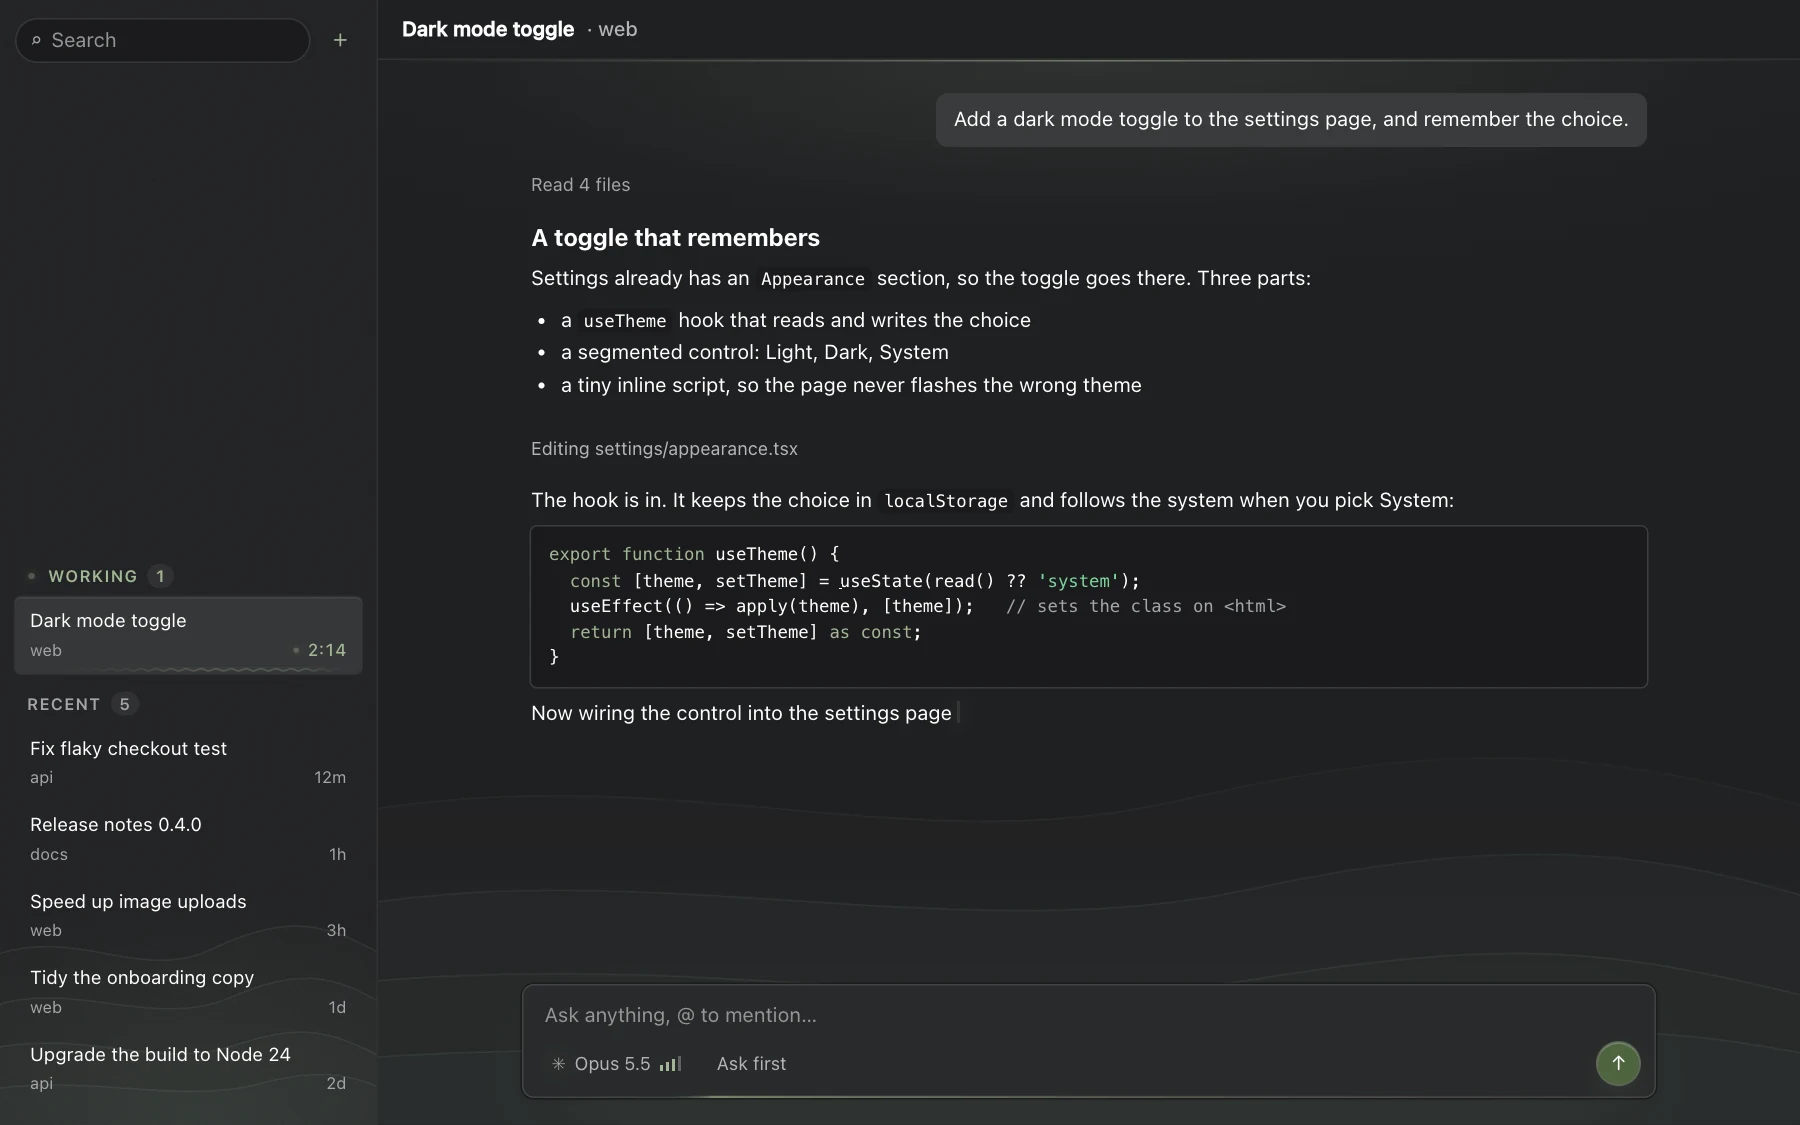 Search
+
WORKING 1
Dark mode toggle
web 2:14
RECENT 5
Fix flaky checkout test
api 12m
Release notes 0.4.0
docs 1h
Speed up image uploads
web 3h
Tidy the onboarding copy
web 1d
Upgrade the build to Node 24
api 2d
Dark mode toggle · web
Add a dark mode toggle to the settings page, and remember the choice.
Read 4 files
A toggle that remembers
Settings already has an Appearance section, so the toggle goes there. Three parts:
• a useTheme hook that reads and writes the choice
• a segmented control: Light, Dark, System
• a tiny inline script, so the page never flashes the wrong theme
Editing settings/appearance.tsx
The hook is in. It keeps the choice in localStorage and follows the system when you pick System:
export function useTheme() {
  const [theme, setTheme] = useState(read() ?? 'system');
  useEffect(() => apply(theme), [theme]);   // sets the class on <html>
  return [theme, setTheme] as const;
}
Now wiring the control into the settings page
Ask anything, @ to mention...
Opus 5.5 Ask first